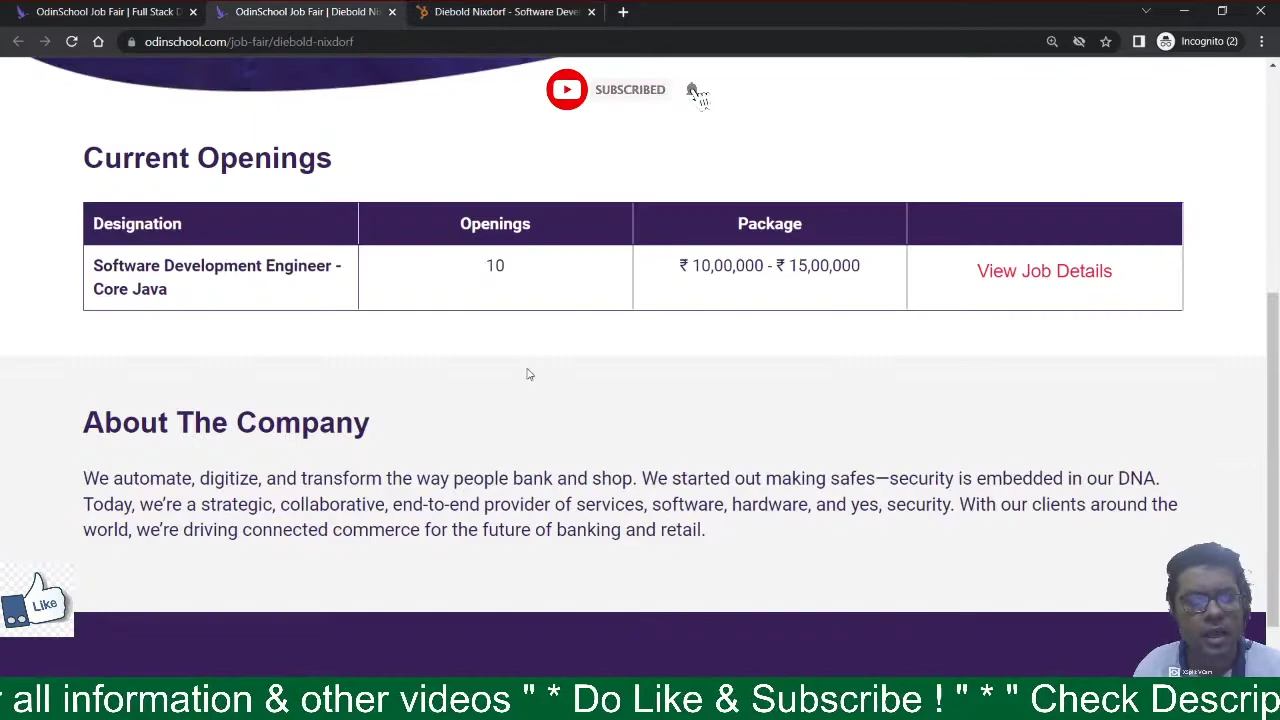 OdinSchool Job Fair | Full Stack D
OdinSchool Job Fair | Diebold Nix
Diebold Nixdorf - Software Deve
odinschool.com/job-fair/diebold-nixdorf
Incognito (2)
SUBSCRIBED
Current Openings
Designation Openings Package
Software Development Engineer - 10 ₹ 10,00,000 - ₹ 15,00,000 View Job Details
Core Java
About The Company
We automate, digitize, and transform the way people bank and shop. We started out making safes—security is embedded in our DNA.
Today, we’re a strategic, collaborative, end-to-end provider of services, software, hardware, and yes, security. With our clients around the
world, we’re driving connected commerce for the future of banking and retail.
Like
XSplit VCam
r all information & other videos " * Do Like & Subscribe ! " * " Check Descrip